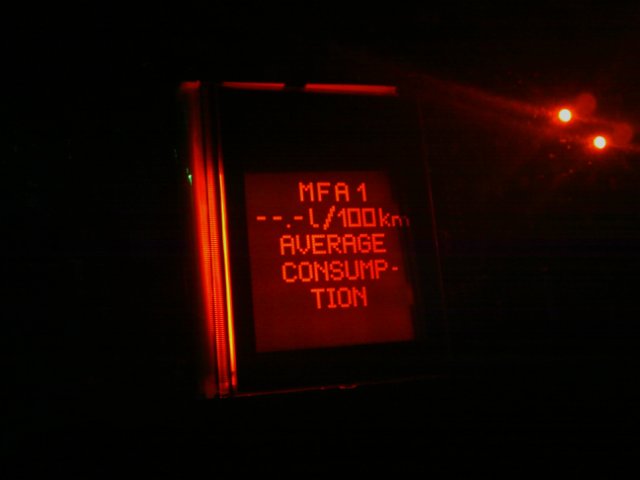 MFA 1
--.- l/100km
AVERAGE
CONSUMP-
TION